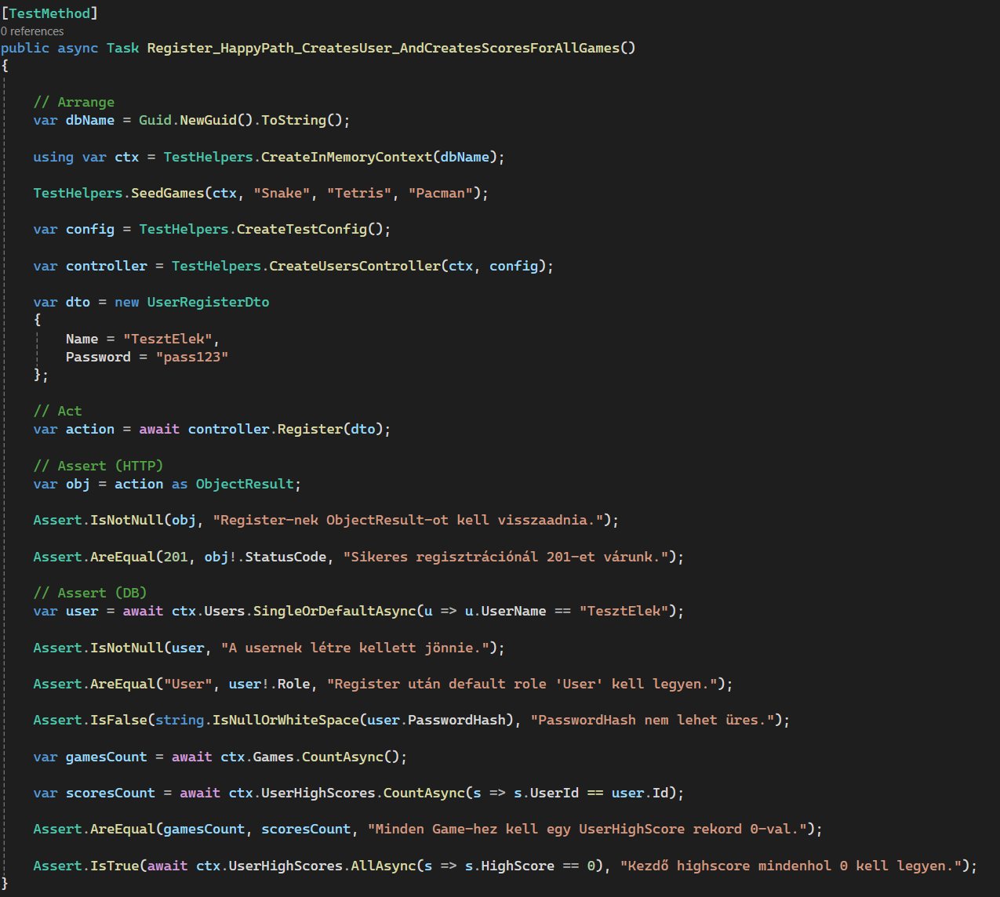 [TestMethod]
0 references
public async Task Register_HappyPath_CreatesUser_AndCreatesScoresForAllGames()
{
// Arrange
var dbName = Guid.NewGuid().ToString();
using var ctx = TestHelpers.CreateInMemoryContext(dbName);
TestHelpers.SeedGames(ctx, "Snake", "Tetris", "Pacman");
var config = TestHelpers.CreateTestConfig();
var controller = TestHelpers.CreateUsersController(ctx, config);
var dto = new UserRegisterDto
{
Name = "TesztElek",
Password = "pass123"
};
// Act
var action = await controller.Register(dto);
// Assert (HTTP)
var obj = action as ObjectResult;
Assert.IsNotNull(obj, "Register-nek ObjectResult-ot kell visszaadnia.");
Assert.AreEqual(201, obj!.StatusCode, "Sikeres regisztrációnál 201-et várunk.");
// Assert (DB)
var user = await ctx.Users.SingleOrDefaultAsync(u => u.UserName == "TesztElek");
Assert.IsNotNull(user, "A usernek létre kellett jönnie.");
Assert.AreEqual("User", user!.Role, "Register után default role 'User' kell legyen.");
Assert.IsFalse(string.IsNullOrWhiteSpace(user.PasswordHash), "PasswordHash nem lehet üres.");
var gamesCount = await ctx.Games.CountAsync();
var scoresCount = await ctx.UserHighScores.CountAsync(s => s.UserId == user.Id);
Assert.AreEqual(gamesCount, scoresCount, "Minden Game-hez kell egy UserHighScore rekord 0-val.");
Assert.IsTrue(await ctx.UserHighScores.AllAsync(s => s.HighScore == 0), "Kezdő highscore mindenhol 0 kell legyen.");
}